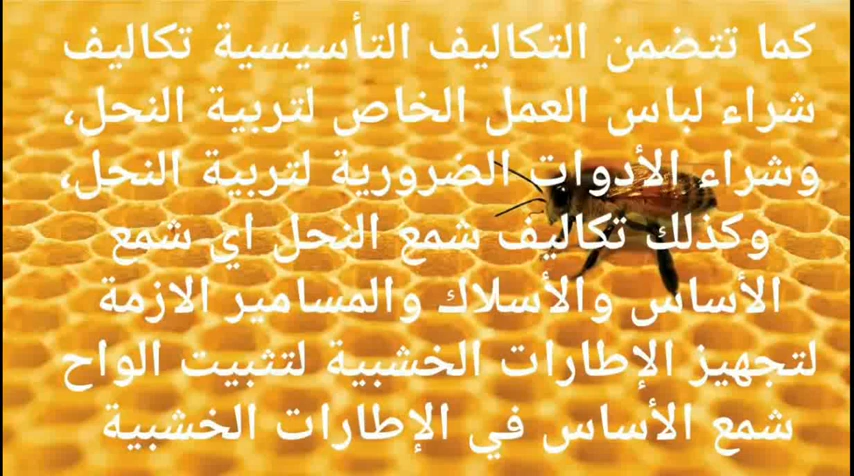 كما تتضمن التكاليف التأسيسية تكاليف
شراء لباس العمل الخاص لتربية النحل،
وشراء الأدوات الضرورية لتربية النحل،
وكذلك تكاليف شمع النحل اي شمع
الأساس والأسلاك والمسامير الازمة
لتجهيز الإطارات الخشبية لتثبيت الواح
شمع الأساس في الإطارات الخشبية